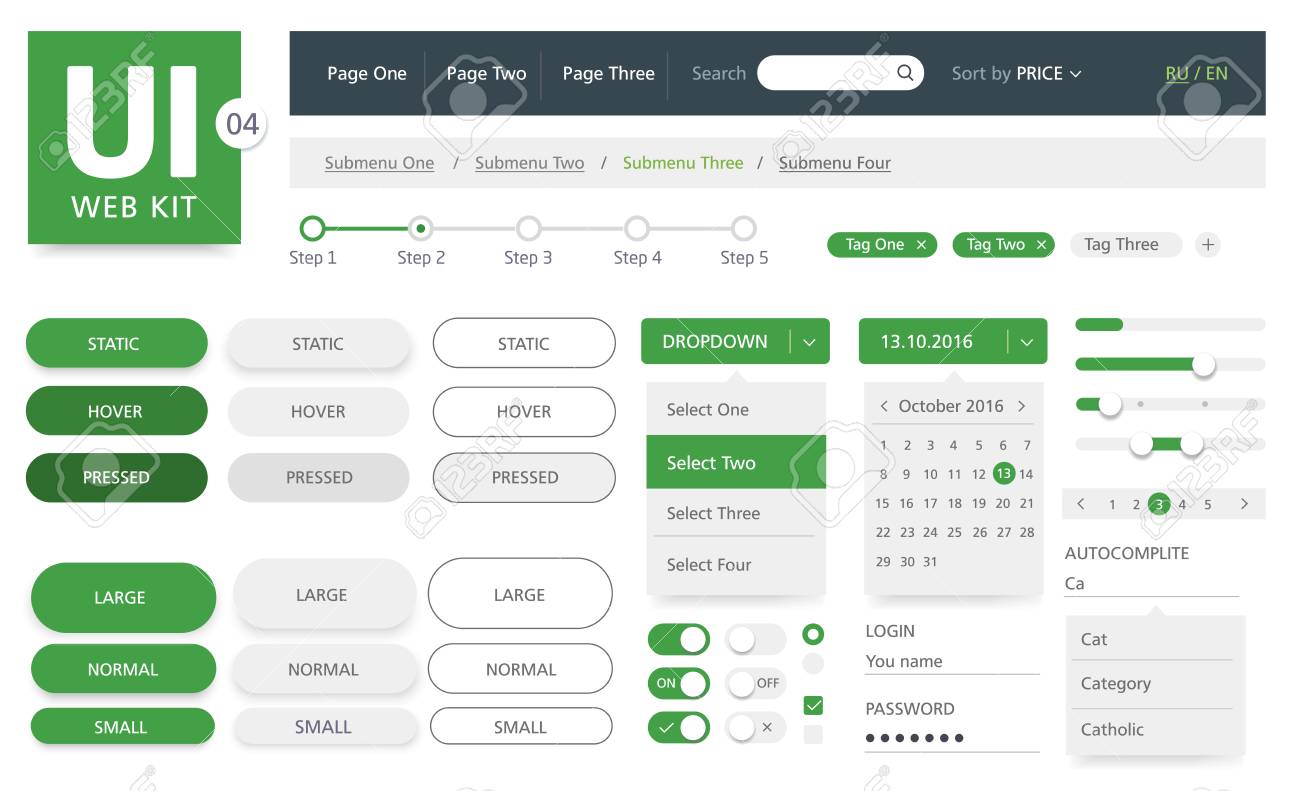 UI
WEB KIT
04
Page One Page Two Page Three Search Sort by PRICE RU / EN
Submenu One / Submenu Two / Submenu Three / Submenu Four
Step 1 Step 2 Step 3 Step 4 Step 5
Tag One × Tag Two × Tag Three +
STATIC STATIC STATIC
HOVER HOVER HOVER
PRESSED PRESSED PRESSED
LARGE LARGE LARGE
NORMAL NORMAL NORMAL
SMALL SMALL SMALL
DROPDOWN
Select One
Select Two
Select Three
Select Four
ON OFF
13.10.2016
< October 2016 >
1 2 3 4 5 6 7
8 9 10 11 12 13 14
15 16 17 18 19 20 21
22 23 24 25 26 27 28
29 30 31
LOGIN
You name
PASSWORD
< 1 2 3 4 5 >
AUTOCOMPLITE
Ca
Cat
Category
Catholic
123RF
123RF
123RF
123RF
123RF